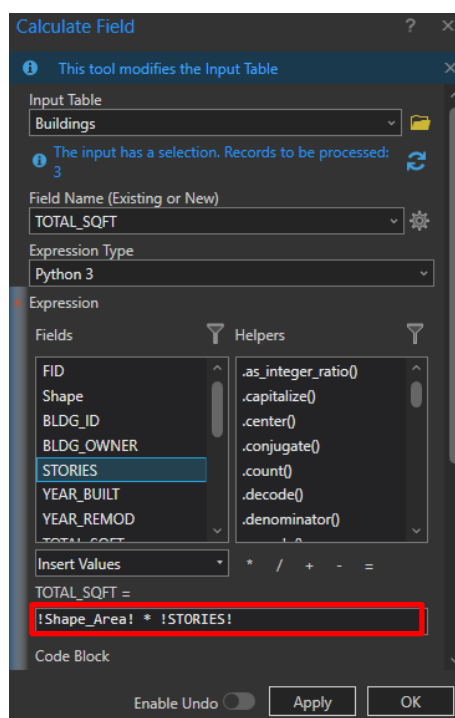 Calculate Field
This tool modifies the Input Table
Input Table
Buildings
The input has a selection. Records to be processed:
3
Field Name (Existing or New)
TOTAL_SQFT
Expression Type
Python 3
Expression
Fields
Helpers
FID
Shape
BLDG_ID
BLDG_OWNER
STORIES
YEAR_BUILT
YEAR_REMOD
TOTAL_SQFT
.as_integer_ratio()
.capitalize()
.center()
.conjugate()
.count()
.decode()
.denominator()
Insert Values
* / + - =
TOTAL_SQFT =
!Shape_Area! * !STORIES!
Code Block
Enable Undo
Apply
OK